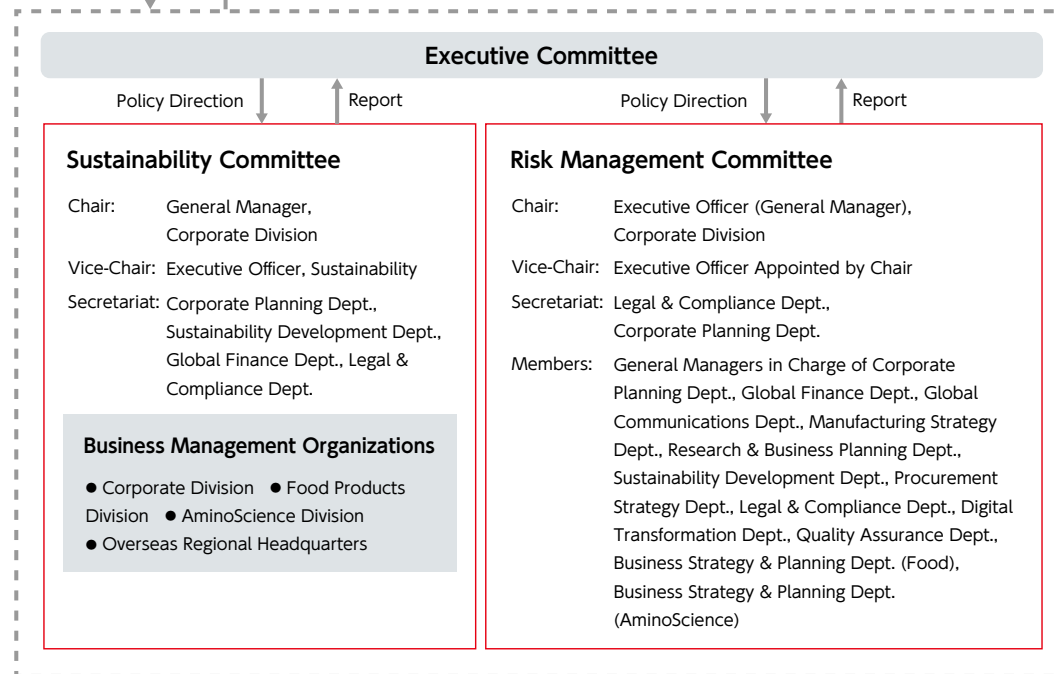 Executive Committee
Policy Direction
Report
Policy Direction
Report
Sustainability Committee
Chair: General Manager,
Corporate Division
Vice-Chair: Executive Officer, Sustainability
Secretariat: Corporate Planning Dept.,
Sustainability Development Dept.,
Global Finance Dept., Legal &
Compliance Dept.
Business Management Organizations
● Corporate Division ● Food Products
Division ● AminoScience Division
● Overseas Regional Headquarters
Risk Management Committee
Chair: Executive Officer (General Manager),
Corporate Division
Vice-Chair: Executive Officer Appointed by Chair
Secretariat: Legal & Compliance Dept.,
Corporate Planning Dept.
Members: General Managers in Charge of Corporate
Planning Dept., Global Finance Dept., Global
Communications Dept., Manufacturing Strategy
Dept., Research & Business Planning Dept.,
Sustainability Development Dept., Procurement
Strategy Dept., Legal & Compliance Dept., Digital
Transformation Dept., Quality Assurance Dept.,
Business Strategy & Planning Dept. (Food),
Business Strategy & Planning Dept.
(AminoScience)